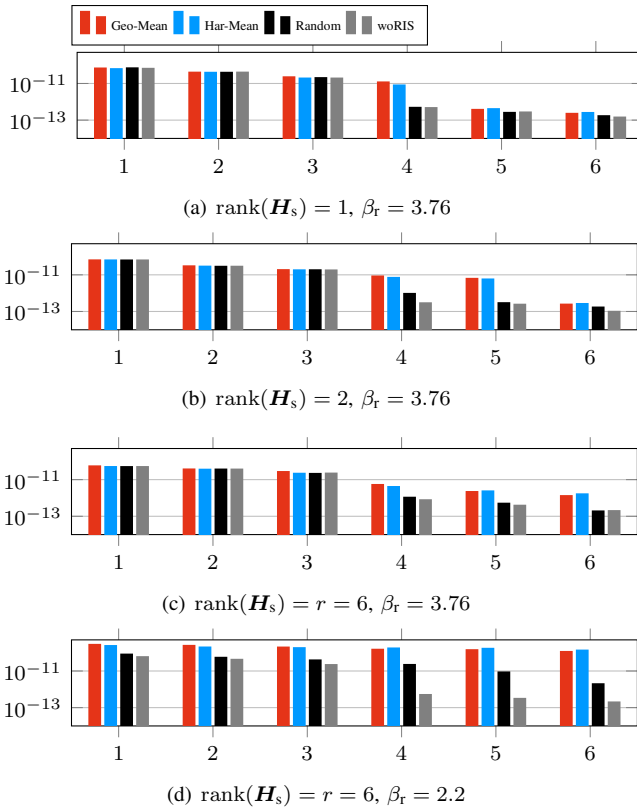 Geo-Mean Har-Mean Random woRIS
10⁻¹¹
10⁻¹³
1 2 3 4 5 6
(a) rank(𝑯ₛ) = 1, βᵣ = 3.76
10⁻¹¹
10⁻¹³
1 2 3 4 5 6
(b) rank(𝑯ₛ) = 2, βᵣ = 3.76
10⁻¹¹
10⁻¹³
1 2 3 4 5 6
(c) rank(𝑯ₛ) = r = 6, βᵣ = 3.76
10⁻¹¹
10⁻¹³
1 2 3 4 5 6
(d) rank(𝑯ₛ) = r = 6, βᵣ = 2.2